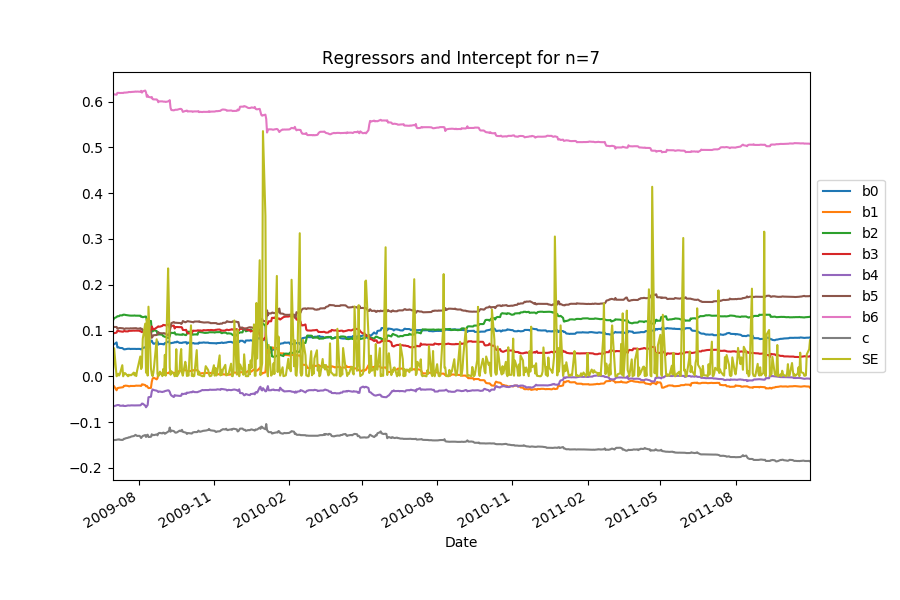 Regressors and Intercept for n=7
0.6
0.5
0.4
0.3
0.2
0.1
0.0
−0.1
−0.2
2009-08
2009-11
2010-02
2010-05
2010-08
2010-11
2011-02
2011-05
2011-08
Date
b0
b1
b2
b3
b4
b5
b6
c
SE